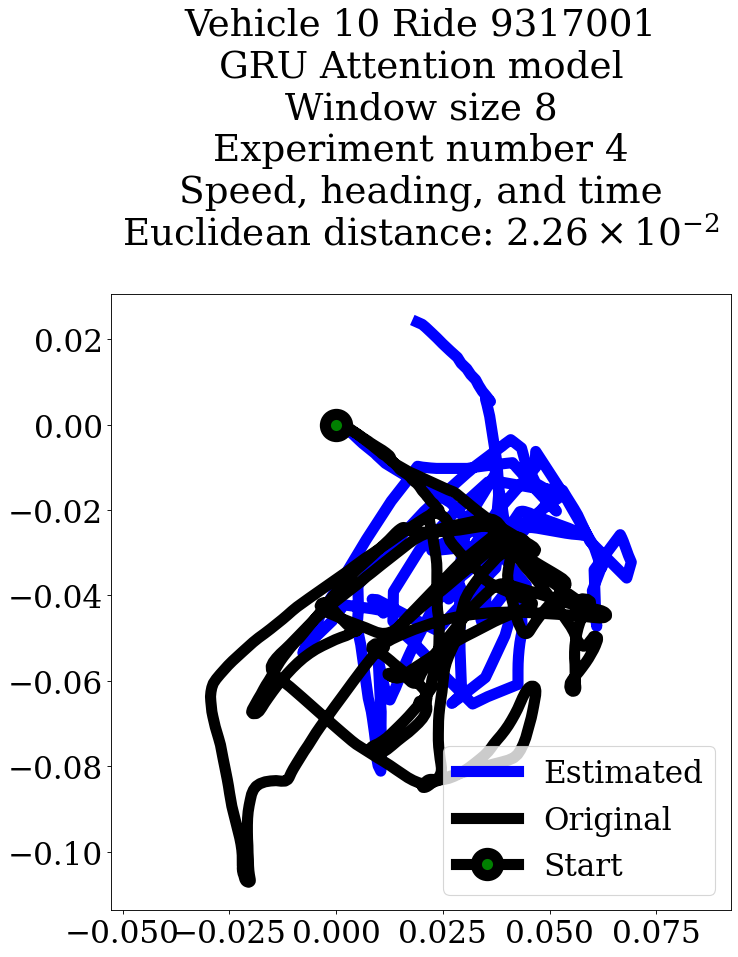 Vehicle 10 Ride 9317001
GRU Attention model
Window size 8
Experiment number 4
Speed, heading, and time
Euclidean distance: 2.26 × 10⁻²
0.02
0.00
−0.02
−0.04
−0.06
−0.08
−0.10
Estimated
Original
Start
−0.050
−0.025
0.000
0.025
0.050
0.075